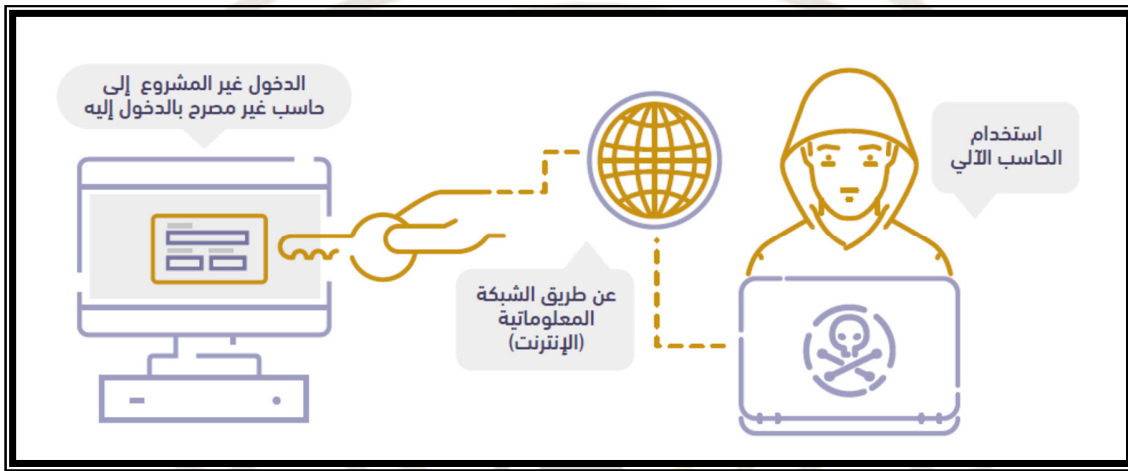 استخدام
الحاسب الآلي
عن طريق الشبكة
المعلوماتية
(الإنترنت)
الدخول غير المشروع إلى
حاسب غير مصرح بالدخول إليه